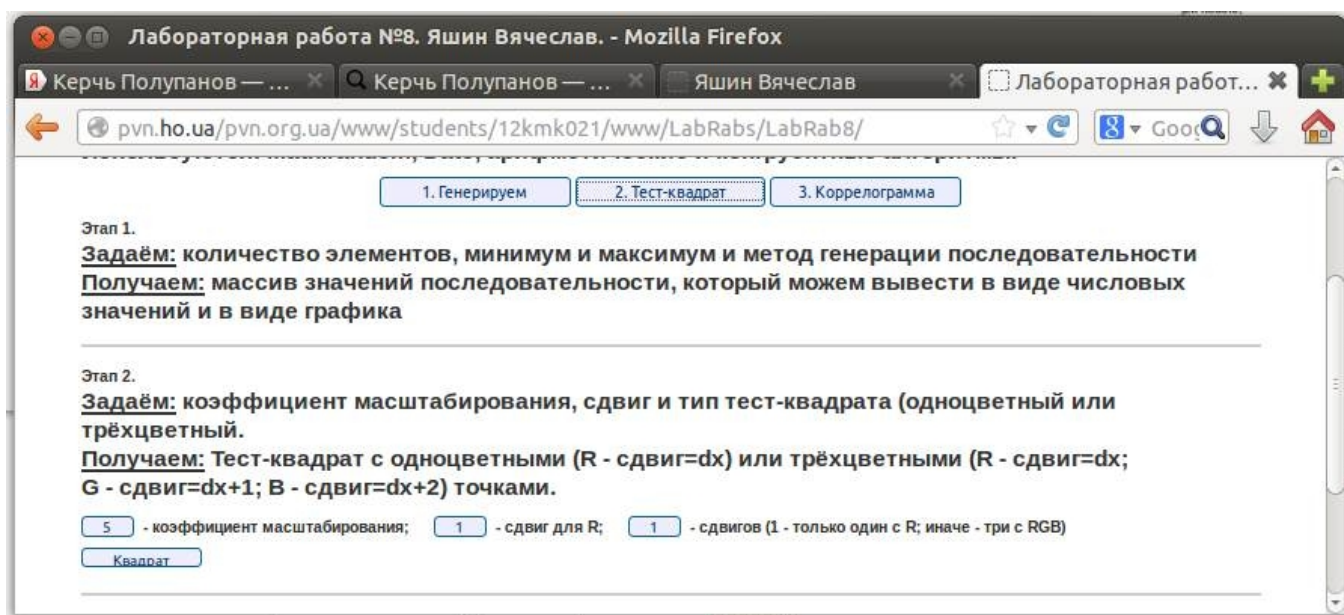 Лабораторная работа №8. Яшин Вячеслав. - Mozilla Firefox
Керчь Полупанов — ... Керчь Полупанов — ... Яшин Вячеслав Лабораторная работ...
pvn.ho.ua/pvn.org.ua/www/students/12kmk021/www/LabRabs/LabRab8/
1. Генерируем 2. Тест-квадрат 3. Коррелограмма
Этап 1.
Задаём: количество элементов, минимум и максимум и метод генерации последовательности
Получаем: массив значений последовательности, который можем вывести в виде числовых
значений и в виде графика
Этап 2.
Задаём: коэффициент масштабирования, сдвиг и тип тест-квадрата (одноцветный или
трёхцветный.
Получаем: Тест-квадрат с одноцветными (R - сдвиг=dx) или трёхцветными (R - сдвиг=dx;
G - сдвиг=dx+1; B - сдвиг=dx+2) точками.
5 - коэффициент масштабирования; 1 - сдвиг для R; 1 - сдвигов (1 - только один с R; иначе - три с RGB)
Квадрат